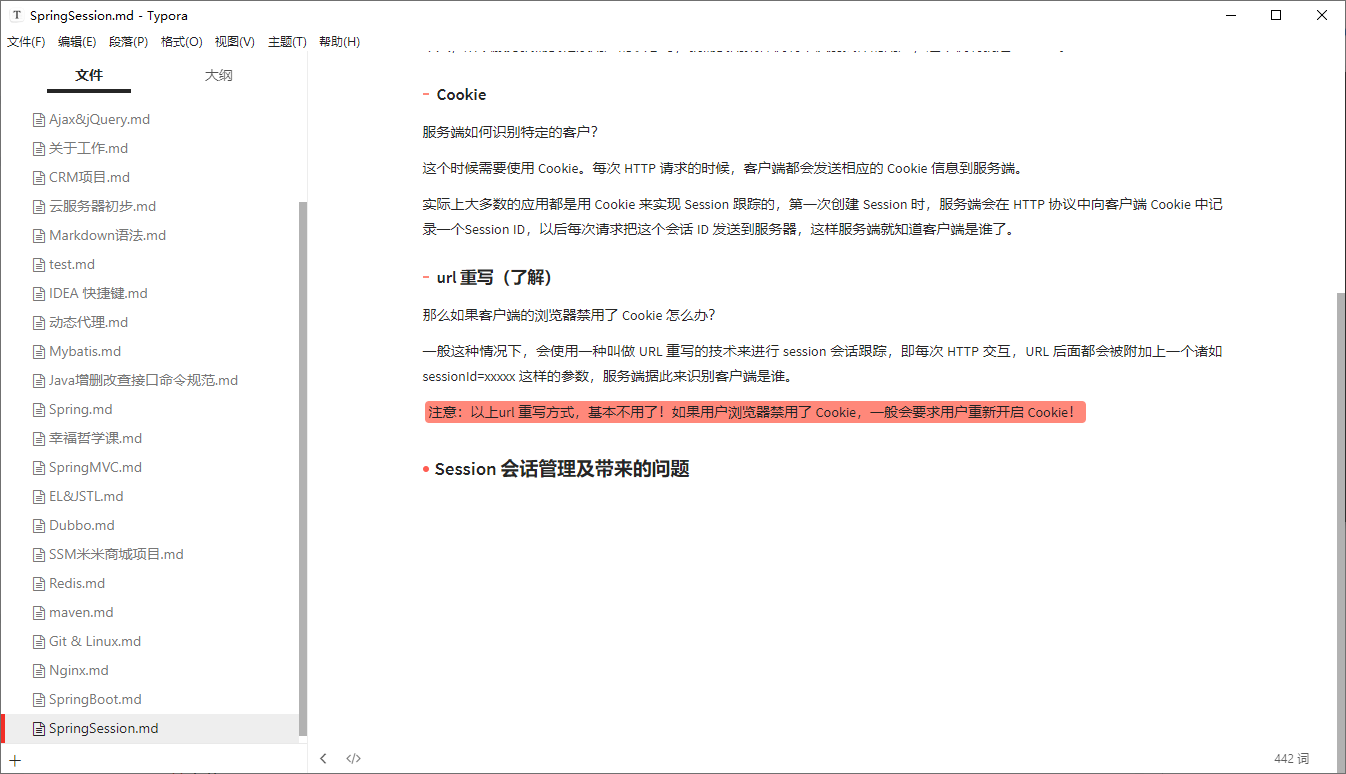 SpringSession.md - Typora
文件(F) 编辑(E) 段落(P) 格式(O) 视图(V) 主题(T) 帮助(H)
文件 大纲
Ajax&jQuery.md
关于工作.md
CRM项目.md
云服务器初步.md
Markdown语法.md
test.md
IDEA 快捷键.md
动态代理.md
Mybatis.md
Java增删改查接口命令规范.md
Spring.md
幸福哲学课.md
SpringMVC.md
EL&JSTL.md
Dubbo.md
SSM米米商城项目.md
Redis.md
maven.md
Git & Linux.md
Nginx.md
SpringBoot.md
SpringSession.md
Cookie
服务端如何识别特定的客户？
这个时候需要使用 Cookie。每次 HTTP 请求的时候，客户端都会发送相应的 Cookie 信息到服务端。
实际上大多数的应用都是用 Cookie 来实现 Session 跟踪的，第一次创建 Session 时，服务端会在 HTTP 协议中向客户端 Cookie 中记
录一个Session ID，以后每次请求把这个会话 ID 发送到服务器，这样服务端就知道客户端是谁了。
url 重写（了解）
那么如果客户端的浏览器禁用了 Cookie 怎么办？
一般这种情况下，会使用一种叫做 URL 重写的技术来进行 session 会话跟踪，即每次 HTTP 交互，URL 后面都会被附加上一个诸如
sessionId=xxxxx 这样的参数，服务端据此来识别客户端是谁。
注意：以上url 重写方式，基本不用了！如果用户浏览器禁用了 Cookie，一般会要求用户重新开启 Cookie！
Session 会话管理及带来的问题
442 词